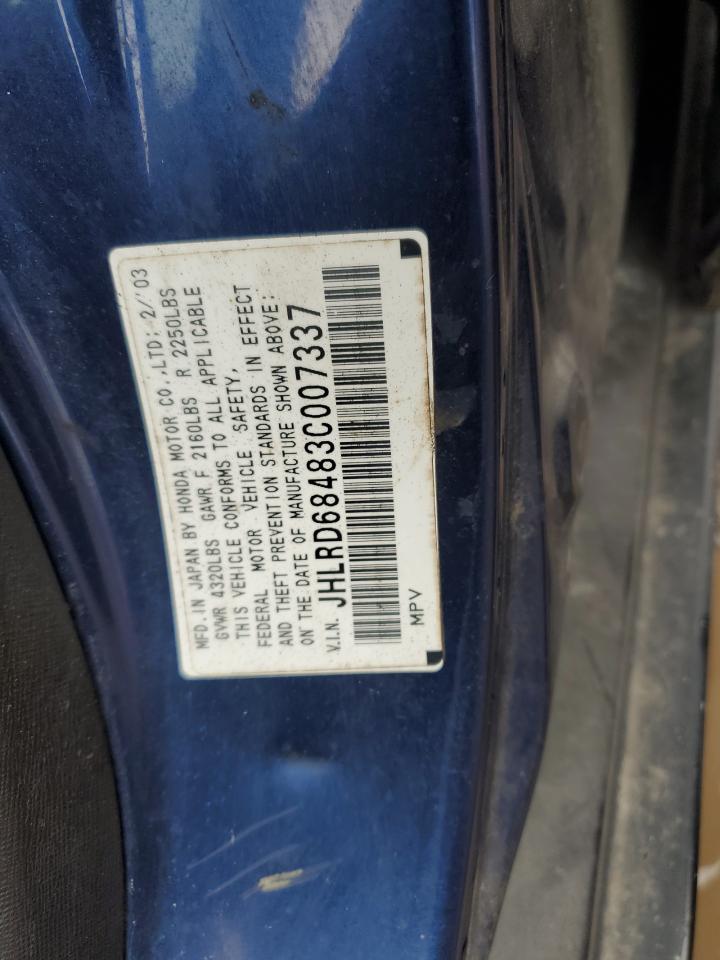 MFD. IN JAPAN BY HONDA MOTOR CO., LTD: 2/'03
GVWR 4320LBS GAWR F 2160LBS R 2250LBS
THIS VEHICLE CONFORMS TO ALL APPLICABLE
FEDERAL MOTOR VEHICLE SAFETY,
AND THEFT PREVENTION STANDARDS IN EFFECT
ON THE DATE OF MANUFACTURE SHOWN ABOVE:
V.I.N. JHLRD68483C007337
MPV